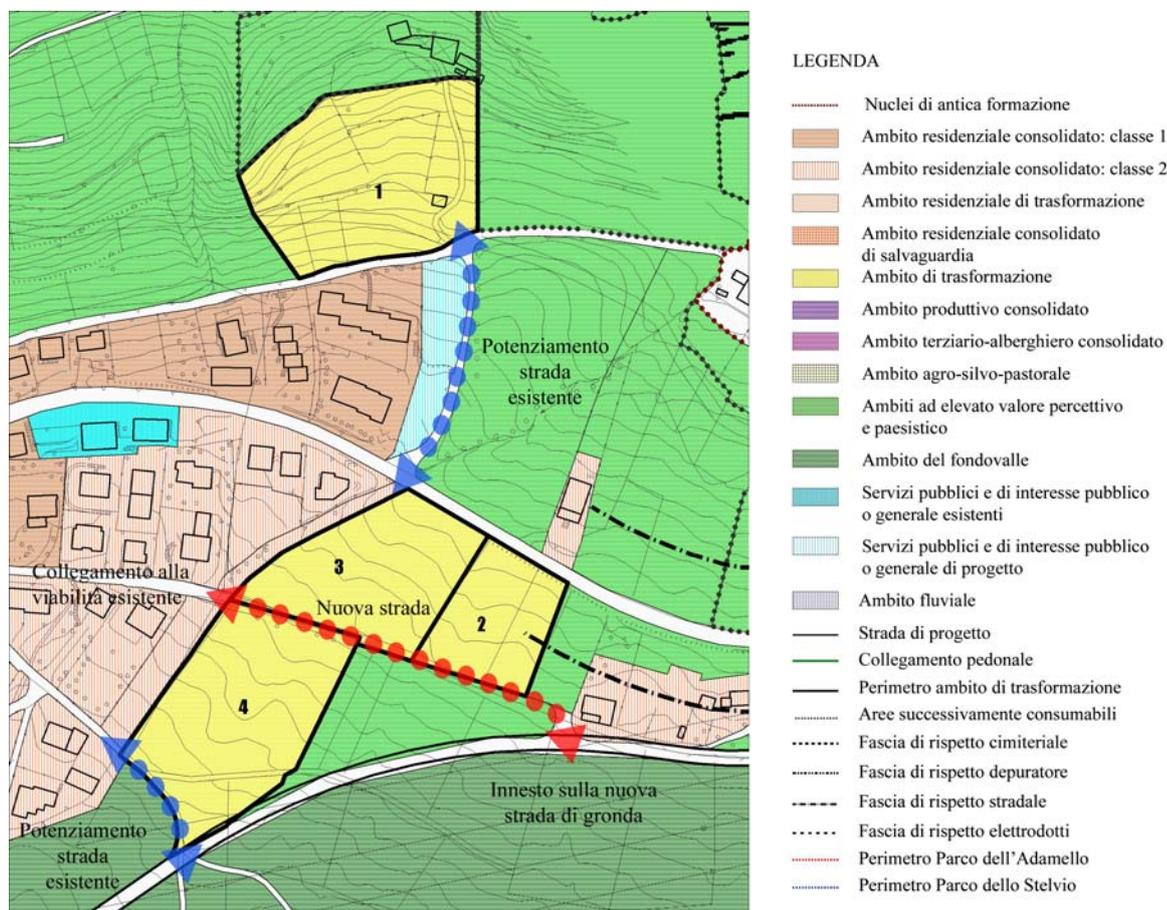 1
Potenziamento
strada
esistente
3
Collegamento alla
viabilità esistente
Nuova strada
2
4
Innesto sulla nuova
strada di gronda
Potenziamento
strada
esistente
LEGENDA
Nuclei di antica formazione
Ambito residenziale consolidato: classe 1
Ambito residenziale consolidato: classe 2
Ambito residenziale di trasformazione
Ambito residenziale consolidato
di salvaguardia
Ambito di trasformazione
Ambito produttivo consolidato
Ambito terziario-alberghiero consolidato
Ambito agro-silvo-pastorale
Ambiti ad elevato valore percettivo
e paesistico
Ambito del fondovalle
Servizi pubblici e di interesse pubblico
o generale esistenti
Servizi pubblici e di interesse pubblico
o generale di progetto
Ambito fluviale
Strada di progetto
Collegamento pedonale
Perimetro ambito di trasformazione
Aree successivamente consumabili
Fascia di rispetto cimiteriale
Fascia di rispetto depuratore
Fascia di rispetto stradale
Fascia di rispetto elettrodotti
Perimetro Parco dell'Adamello
Perimetro Parco dello Stelvio